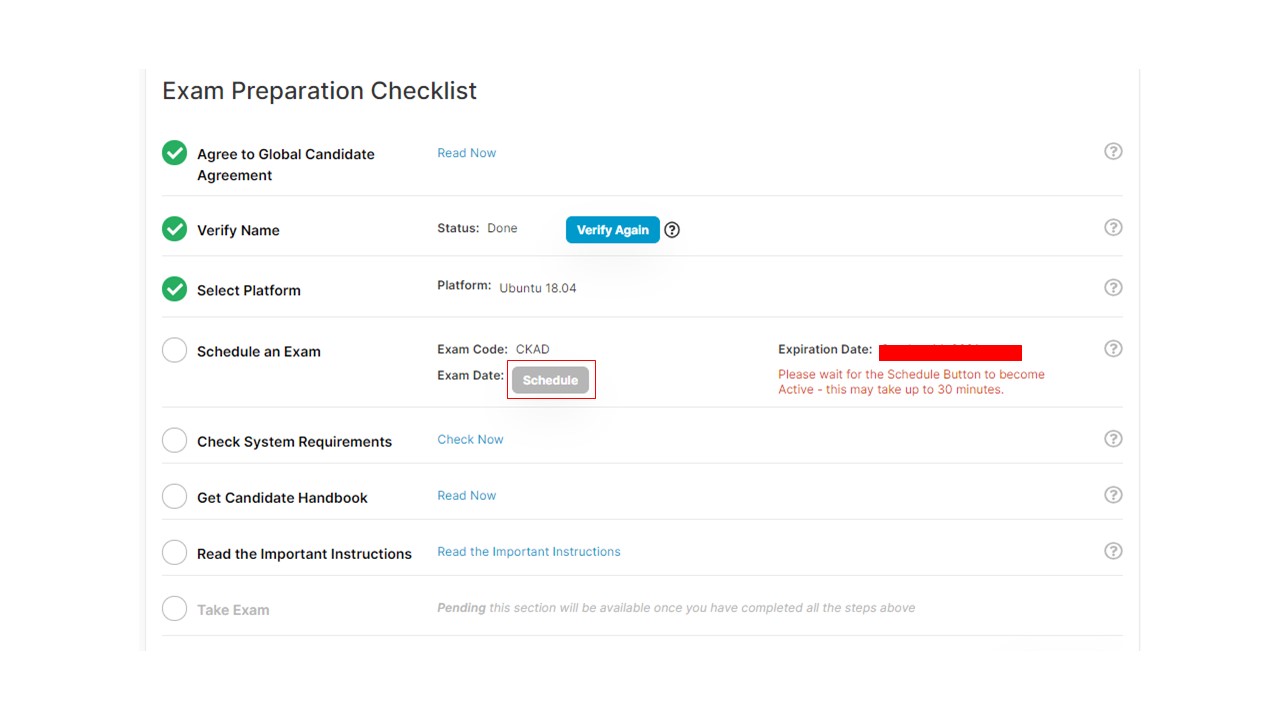 Exam Preparation Checklist
Agree to Global Candidate
Agreement
Read Now
Verify Name
Status: Done
Verify Again
Select Platform
Platform: Ubuntu 18.04
Schedule an Exam
Exam Code: CKAD
Exam Date: Schedule
Expiration Date:
Please wait for the Schedule Button to become
Active - this may take up to 30 minutes.
Check System Requirements
Check Now
Get Candidate Handbook
Read Now
Read the Important Instructions
Read the Important Instructions
Take Exam
Pending this section will be available once you have completed all the steps above